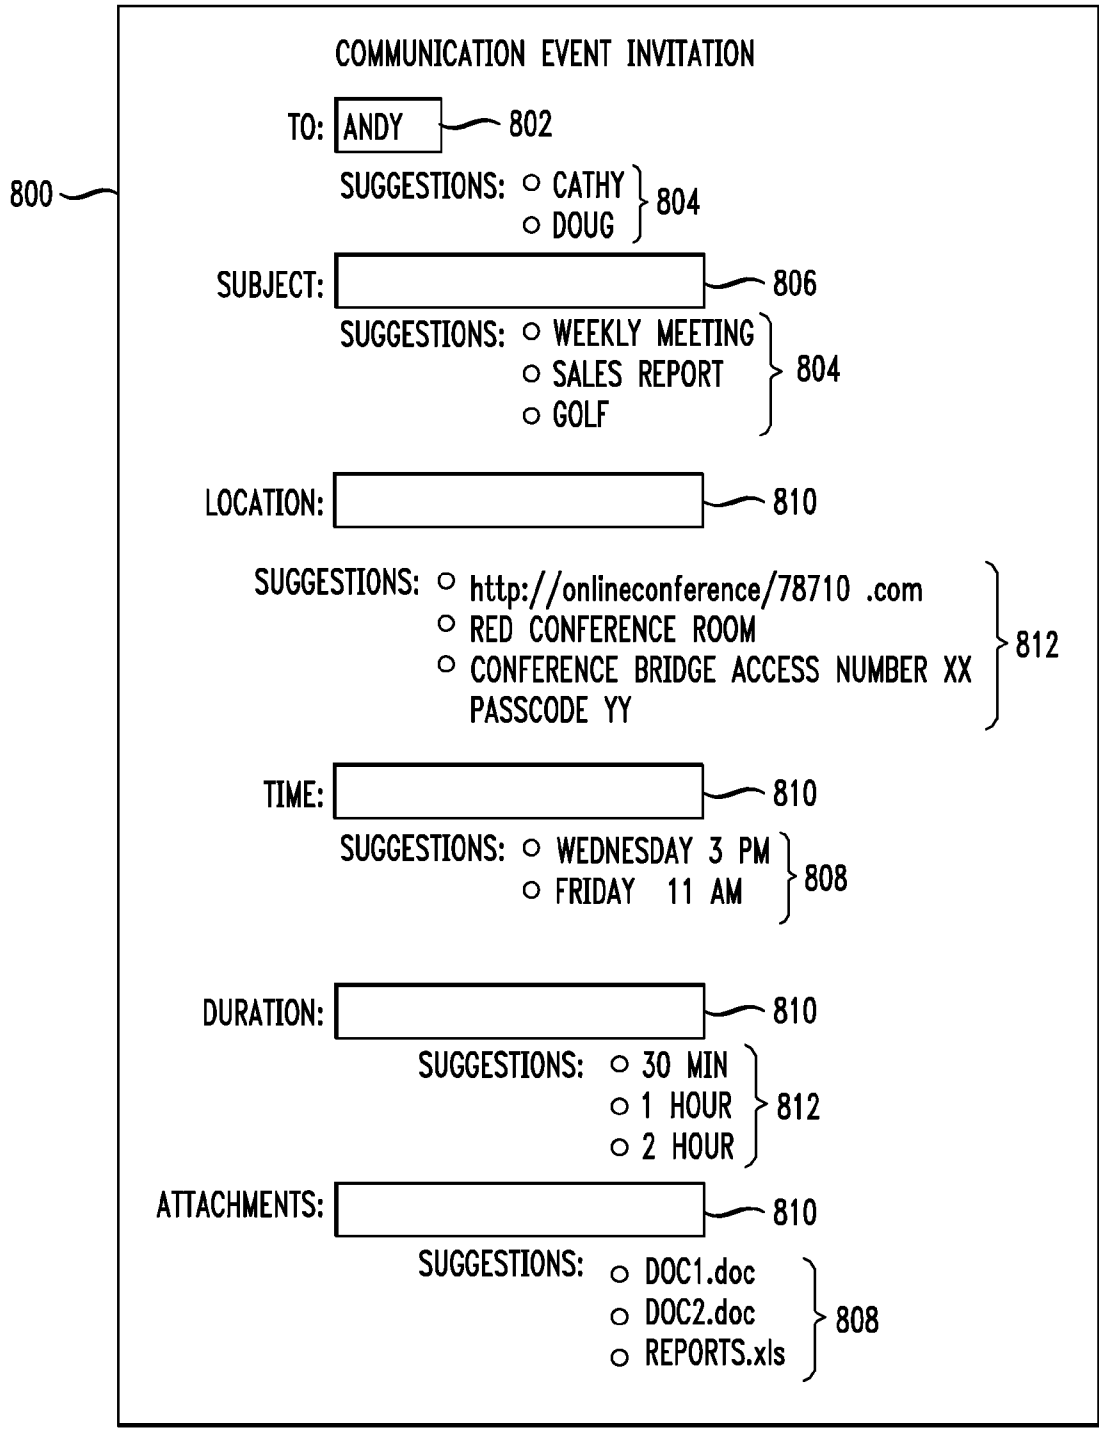 COMMUNICATION EVENT INVITATION
TO: ANDY 802
800
SUGGESTIONS: CATHY
DOUG
804
SUBJECT: 806
SUGGESTIONS: WEEKLY MEETING
SALES REPORT
GOLF
804
LOCATION: 810
SUGGESTIONS: http://onlineconference/78710 .com
RED CONFERENCE ROOM
CONFERENCE BRIDGE ACCESS NUMBER XX
PASSCODE YY
812
TIME: 810
SUGGESTIONS: WEDNESDAY 3 PM
FRIDAY 11 AM
808
DURATION: 810
SUGGESTIONS: 30 MIN
1 HOUR
2 HOUR
812
ATTACHMENTS: 810
SUGGESTIONS: DOC1.doc
DOC2.doc
REPORTS.xls
808